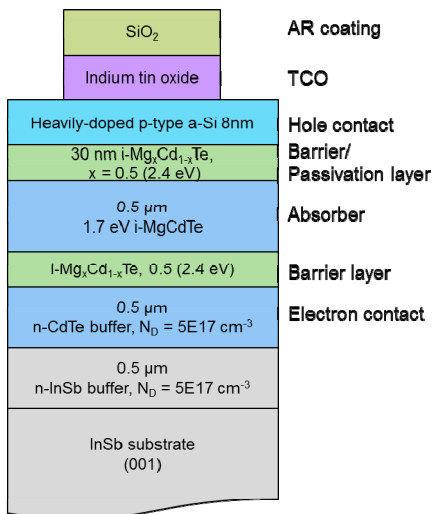 SiO₂
AR coating
Indium tin oxide
TCO
Heavily-doped p-type a-Si 8nm
Hole contact
30 nm i-MgₓCd₁₋ₓTe,
x = 0.5 (2.4 eV)
Barrier/
Passivation layer
0.5 µm
1.7 eV i-MgCdTe
Absorber
I-MgₓCd₁₋ₓTe, 0.5 (2.4 eV)
Barrier layer
0.5 µm
n-CdTe buffer, N_D = 5E17 cm⁻³
Electron contact
0.5 µm
n-InSb buffer, N_D = 5E17 cm⁻³
InSb substrate
(001)